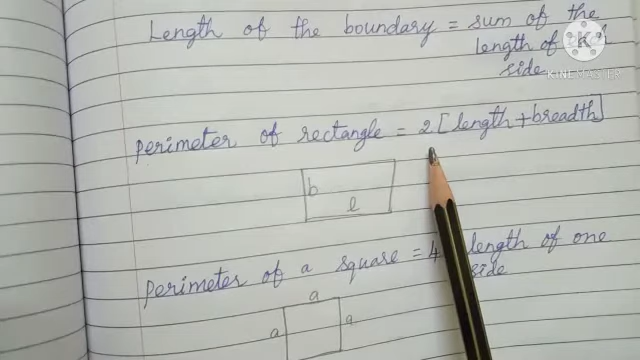 Length of the boundary = sum of the
length of
side
KINEMASTER
perimeter of rectangle = 2 [length + breadth]
b
l
perimeter of a square = 4 length of one
side
a
a
a